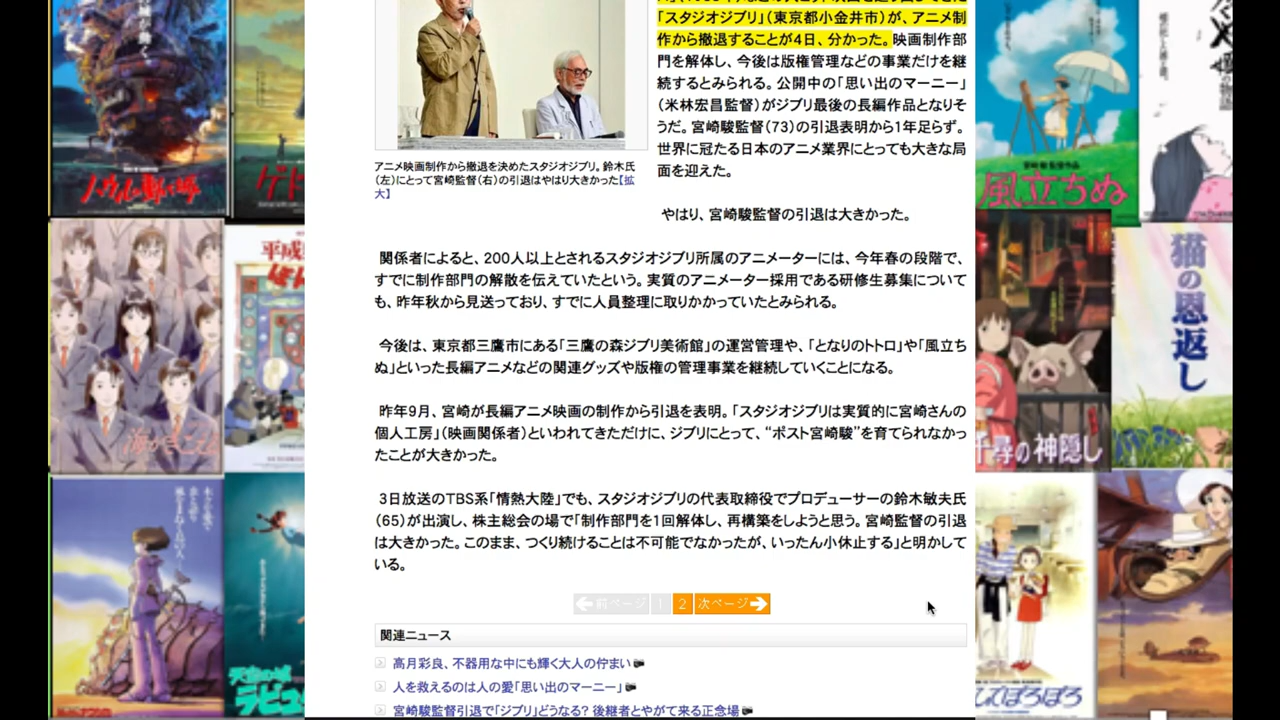 「スタジオジブリ」(東京都小金井市)が、アニメ制
作から撤退することが4日、分かった。映画制作部
門を解体し、今後は版権管理などの事業だけを継
続するとみられる。公開中の「思い出のマーニー」
(米林宏昌監督)がジブリ最後の長編作品となりそ
うだ。宮崎駿監督(73)の引退表明から1年足らず。
世界に冠たる日本のアニメ業界にとっても大きな局
面を迎えた。
アニメ映画制作から撤退を決めたスタジオジブリ。鈴木氏
(左)にとって宮崎監督(右)の引退はやはり大きかった【拡
大】
やはり、宮崎駿監督の引退は大きかった。
関係者によると、200人以上とされるスタジオジブリ所属のアニメーターには、今年春の段階で、
すでに制作部門の解散を伝えていたという。実質のアニメーター採用である研修生募集について
も、昨年秋から見送っており、すでに人員整理に取りかかっていたとみられる。
今後は、東京都三鷹市にある「三鷹の森ジブリ美術館」の運営管理や、「となりのトトロ」や「風立ち
ぬ」といった長編アニメなどの関連グッズや版権の管理事業を継続していくことになる。
昨年9月、宮崎が長編アニメ映画の制作から引退を表明。「スタジオジブリは実質的に宮崎さんの
個人工房」(映画関係者)といわれてきただけに、ジブリにとって、“ポスト宮崎駿”を育てられなかっ
たことが大きかった。
3日放送のTBS系「情熱大陸」でも、スタジオジブリの代表取締役でプロデューサーの鈴木敏夫氏
(65)が出演し、株主総会の場で「制作部門を1回解体し、再構築をしようと思う。宮崎監督の引退
は大きかった。このまま、つくり続けることは不可能でなかったが、いったん小休止する」と明かして
いる。
前ページ 1 2 次ページ
関連ニュース
高月彩良、不器用な中にも輝く大人の佇まい
人を救えるのは人の愛「思い出のマーニー」
宮崎駿監督引退で「ジブリ」どうなる? 後継者とやがて来る正念場
ハウルの動く城
ゲド
海がきこえる
平成
風立ちぬ
猫の恩返し
千尋の神隠し
天空の城
ラピュ
ぽろぽろ